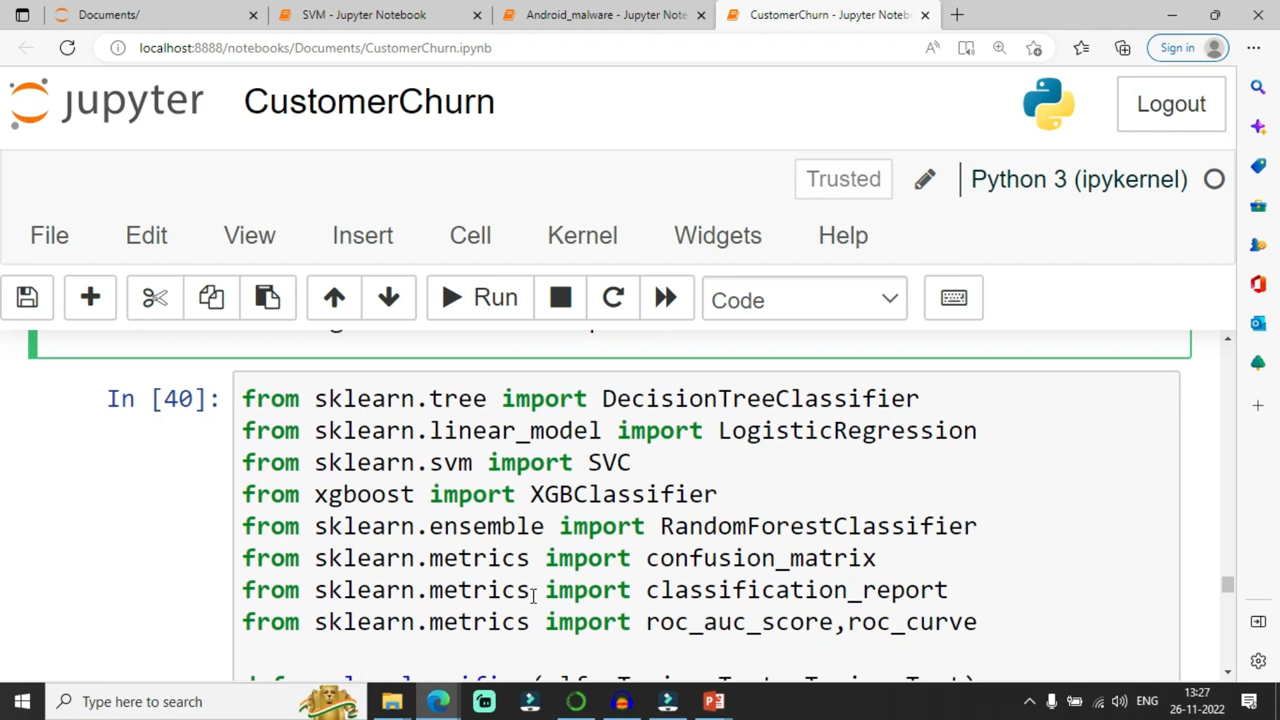 Documents/
SVM - Jupyter Notebook
Android_malware - Jupyter Note
CustomerChurn - Jupyter Noteb
localhost:8888/notebooks/Documents/CustomerChurn.ipynb
Sign in
jupyter
CustomerChurn
Logout
Trusted
Python 3 (ipykernel)
File Edit View Insert Cell Kernel Widgets Help
Run
Code
In [40]:
from sklearn.tree import DecisionTreeClassifier
from sklearn.linear_model import LogisticRegression
from sklearn.svm import SVC
from xgboost import XGBClassifier
from sklearn.ensemble import RandomForestClassifier
from sklearn.metrics import confusion_matrix
from sklearn.metrics import classification_report
from sklearn.metrics import roc_auc_score,roc_curve
Type here to search
ENG
13:27
26-11-2022